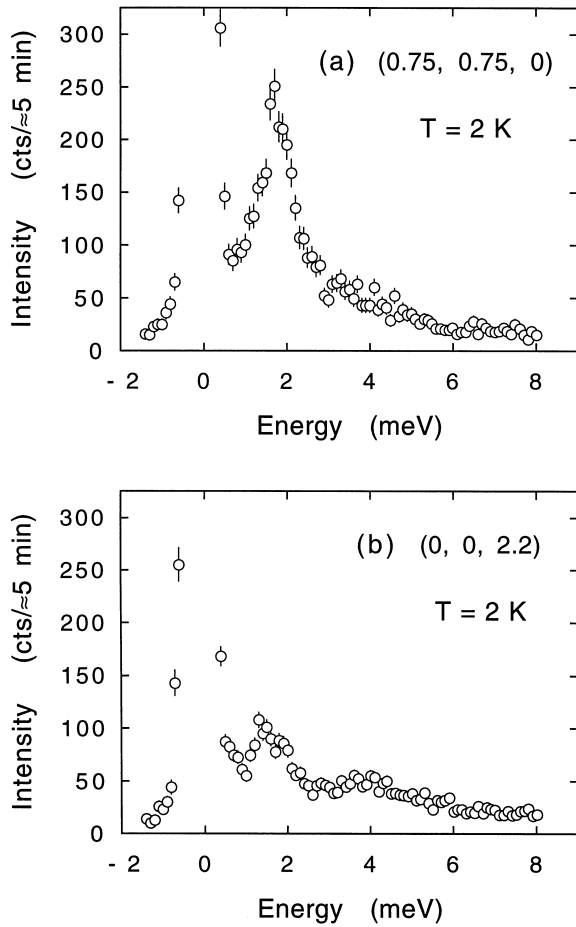 300
250
200
150
100
50
0
(a) (0.75, 0.75, 0)
T = 2 K
Intensity (cts/≈5 min)
- 2 0 2 4 6 8
Energy (meV)
300
250
200
150
100
50
0
(b) (0, 0, 2.2)
T = 2 K
Intensity (cts/≈5 min)
- 2 0 2 4 6 8
Energy (meV)